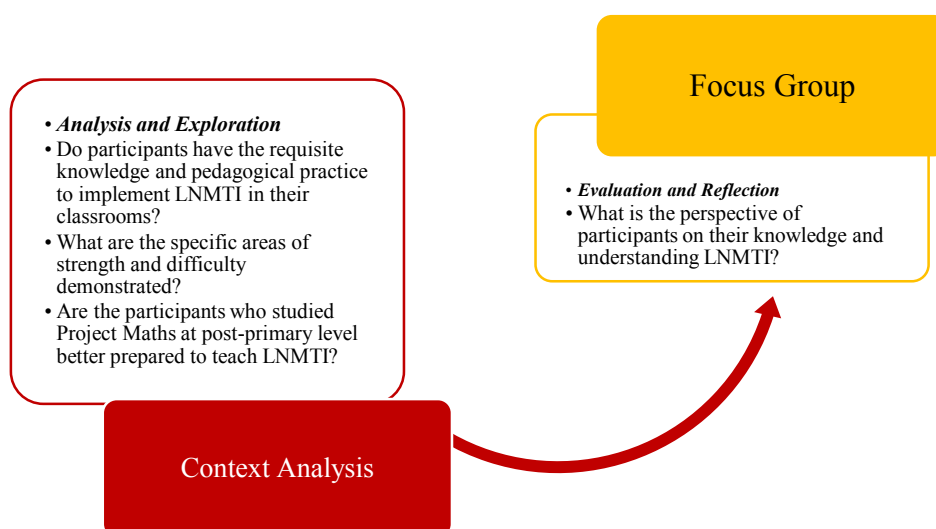 • Analysis and Exploration
• Do participants have the requisite
knowledge and pedagogical practice
to implement LNMTI in their
classrooms?
• What are the specific areas of
strength and difficulty
demonstrated?
• Are the participants who studied
Project Maths at post-primary level
better prepared to teach LNMTI?
Context Analysis
Focus Group
• Evaluation and Reflection
• What is the perspective of
participants on their knowledge and
understanding LNMTI?